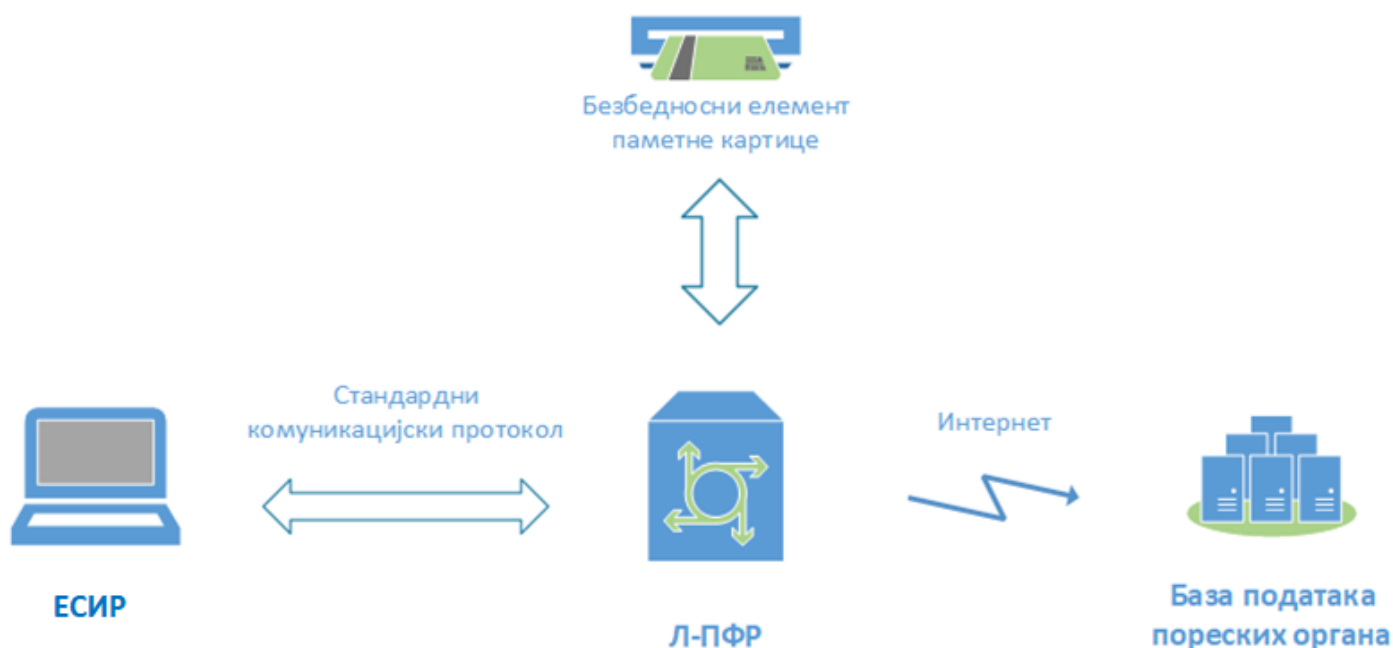 Безбедносни елемент
паметне картице
Стандардни
комуникацијски протокол
Интернет
ЕСИР
Л-ПФР
База података
пореских органа